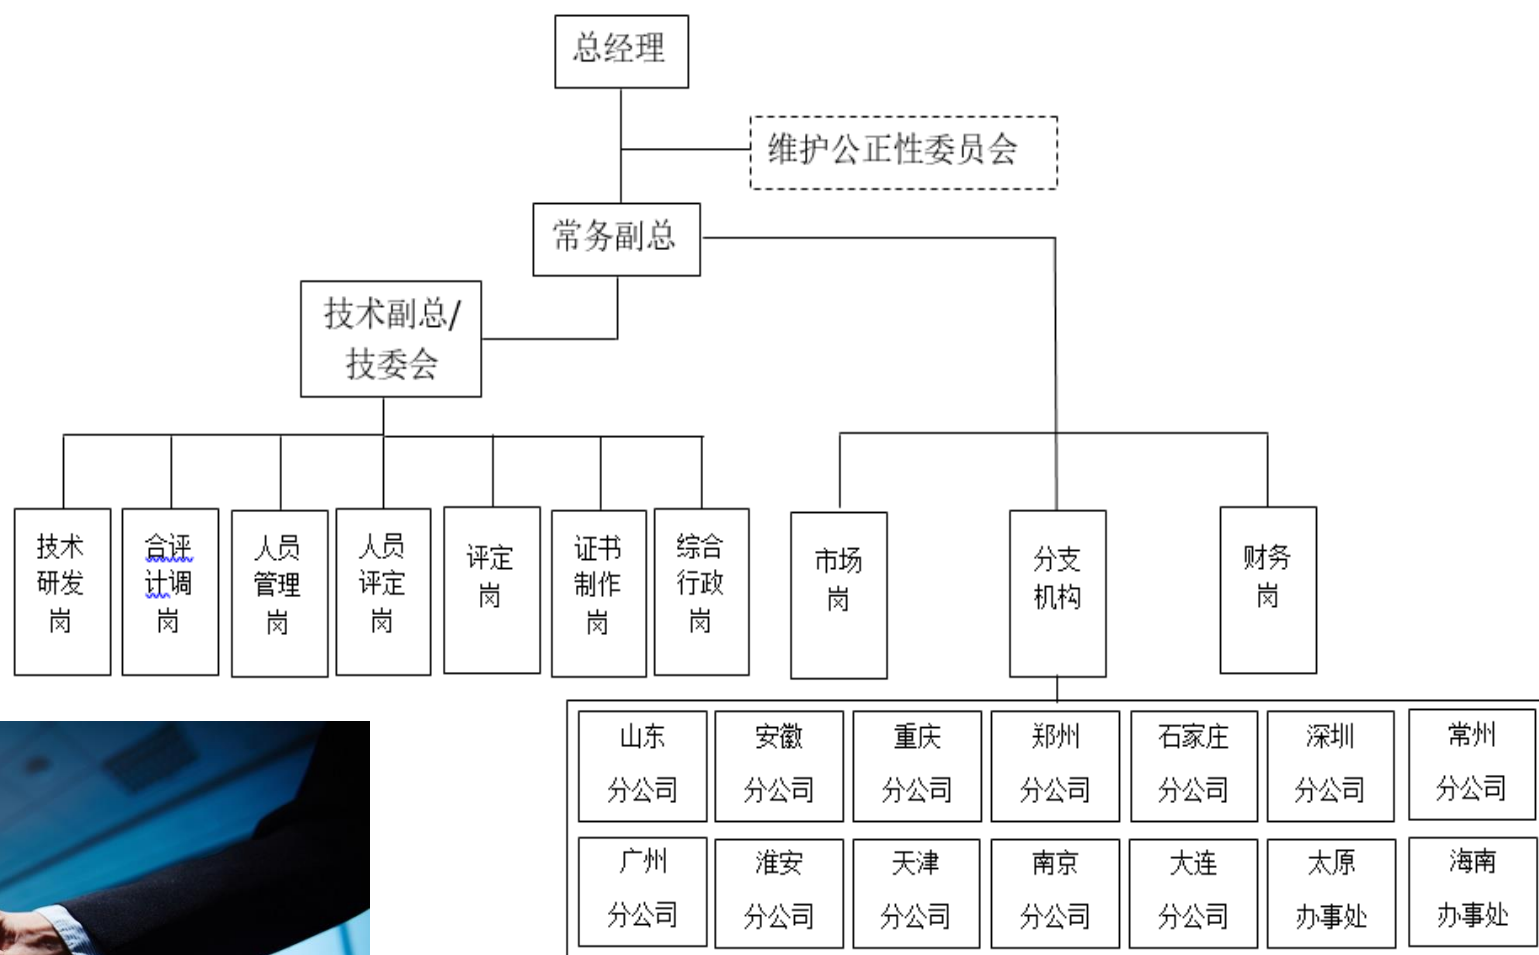 总经理
维护公正性委员会
常务副总
技术副总/
技委会
技术
研发
岗
合评
计调
岗
人员
管理
岗
人员
评定
岗
评定
岗
证书
制作
岗
综合
行政
岗
市场
岗
分支
机构
财务
岗
山东
分公司
安徽
分公司
重庆
分公司
郑州
分公司
石家庄
分公司
深圳
分公司
常州
分公司
广州
分公司
淮安
分公司
天津
分公司
南京
分公司
大连
分公司
太原
办事处
海南
办事处